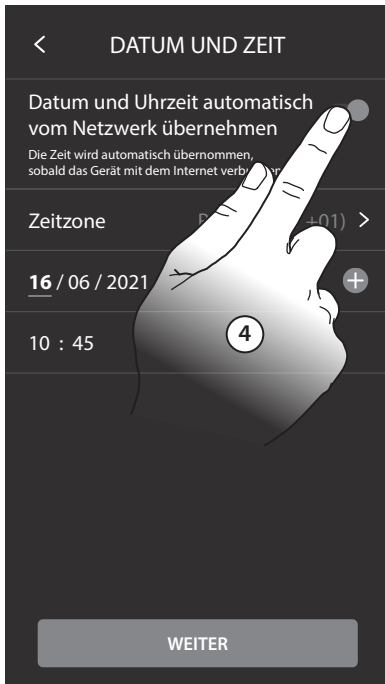 DATUM UND ZEIT
Datum und Uhrzeit automatisch
vom Netzwerk übernehmen
Die Zeit wird automatisch übernommen,
sobald das Gerät mit dem Internet
Zeitzone +01)
16 / 06 / 2021
10 : 45
4
WEITER